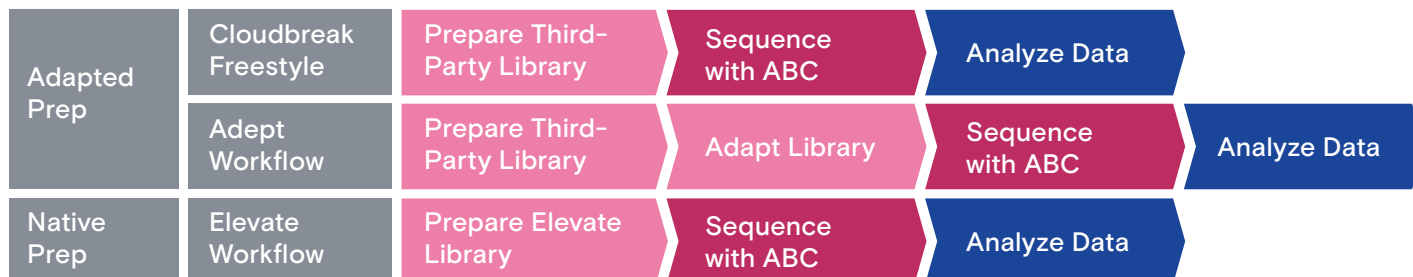 Adapted
Prep
Cloudbreak
Freestyle
Prepare Third-
Party Library
Sequence
with ABC
Analyze Data
Adept
Workflow
Prepare Third-
Party Library
Adapt Library
Sequence
with ABC
Analyze Data
Native
Prep
Elevate
Workflow
Prepare Elevate
Library
Sequence
with ABC
Analyze Data